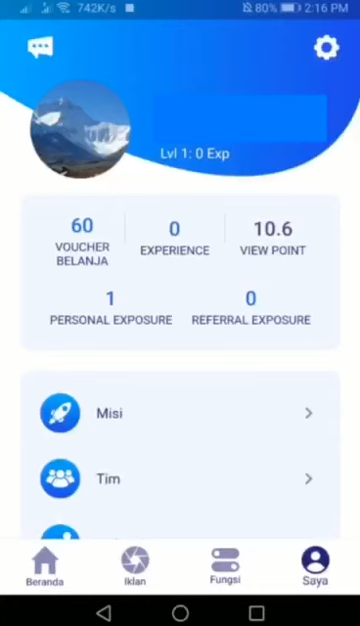 742K/s 80% 2:16 PM
Lvl 1: 0 Exp
60 0 10.6
VOUCHER BELANJA EXPERIENCE VIEW POINT
1 0
PERSONAL EXPOSURE REFERRAL EXPOSURE
Misi
Tim
Beranda Iklan Fungsi Saya